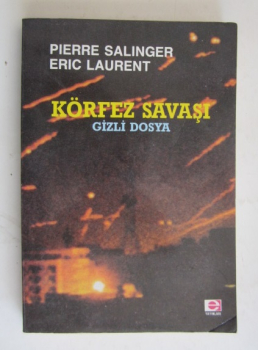 PIERRE SALINGER
ERIC LAURENT
KÖRFEZ SAVAŞI
GİZLİ DOSYA